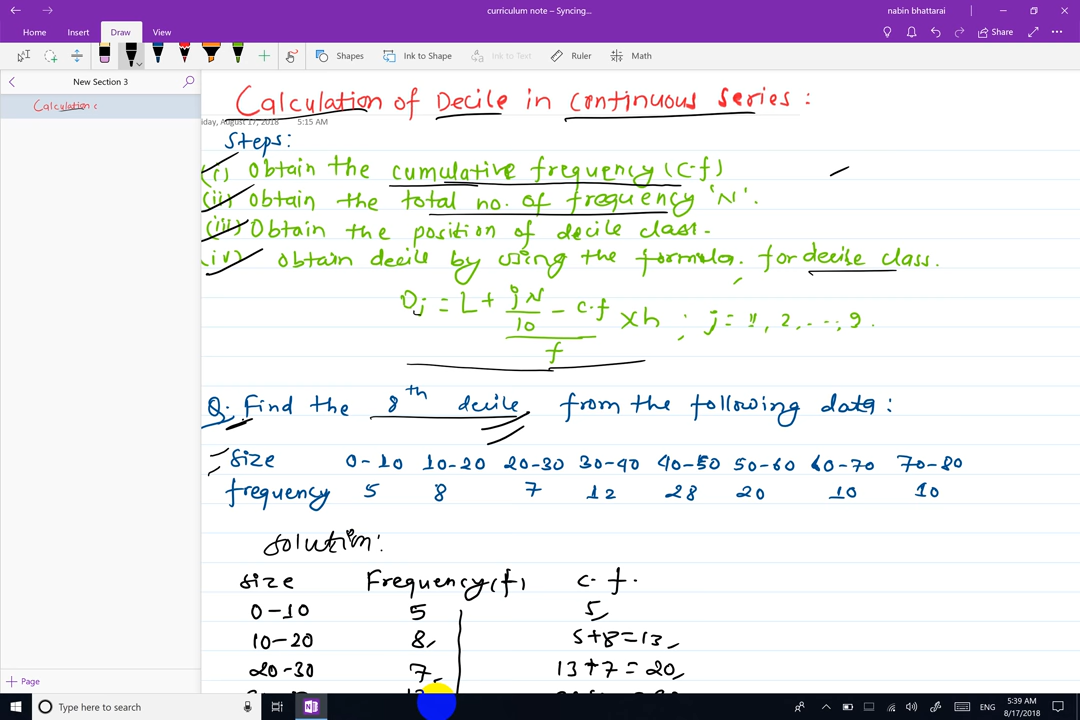 curriculum note – Syncing...
nabin bhattarai
Home Insert Draw View
Share
Shapes Ink to Shape Ink to Text Ruler Math
New Section 3
Calculation o
Calculation of Decile in continuous series :
iday, August 17, 2018 5:15 AM
Steps:
(i) obtain the cumulative frequency (c.f)
(ii) obtain the total no. of frequency 'N'.
(iii) Obtain the position of decile class.
(iv) obtain decile by using the formula. for decile class.
Dj = L + jN/10 - c.f / f × h ; j = 1, 2, ..., 9.
Q. Find the 8th decile from the following data :
size 0-10 10-20 20-30 30-40 40-50 50-60 60-70 70-80
frequency 5 8 7 12 28 20 10 10
Solution:
size Frequency(f) c.f.
0-10 5 5
10-20 8 5+8=13
20-30 7 13+7=20
Page
Type here to search
ENG
5:39 AM
8/17/2018